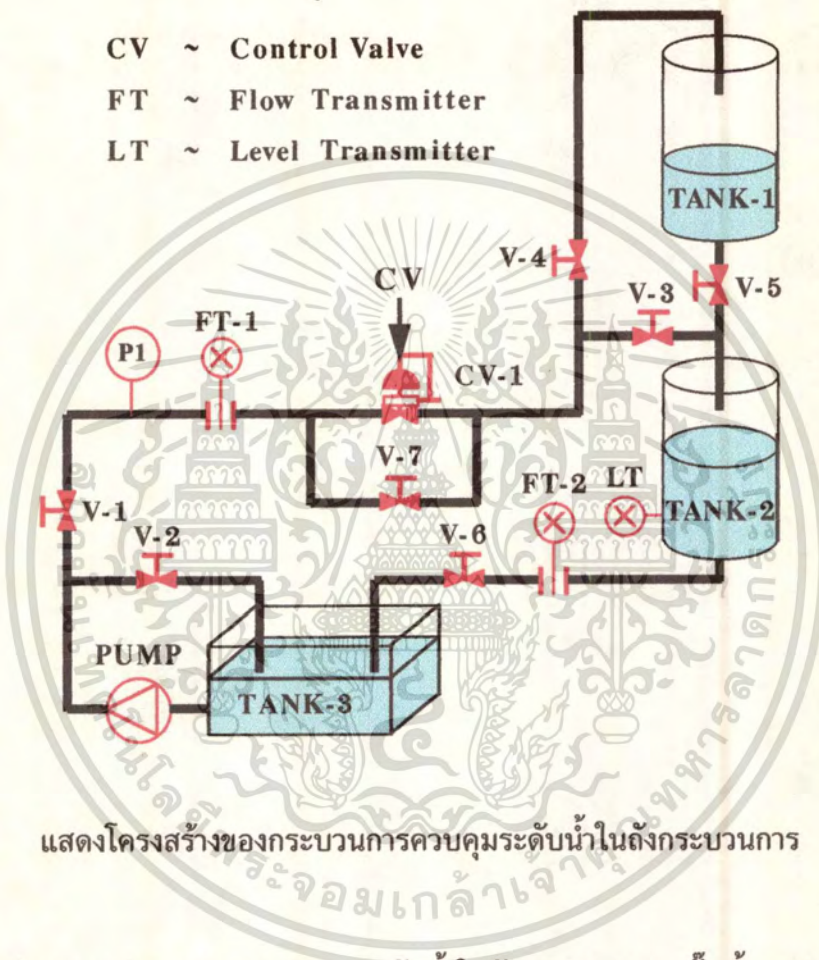 CV ~ Control Valve
FT ~ Flow Transmitter
LT ~ Level Transmitter
TANK-1
V-4
CV
V-3
V-5
FT-1
P1
CV-1
V-7
FT-2
LT
TANK-2
V-1
V-2
V-6
PUMP
TANK-3
แสดงโครงสร้างของกระบวนการควบคุมระดับน้ำในถังกระบวนการ